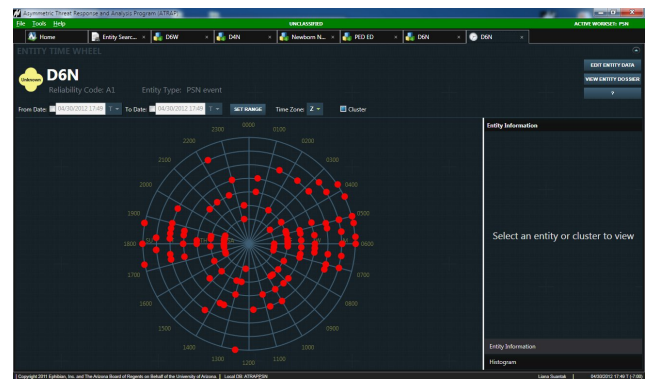 Asymmetric Threat Response and Analysis Program (ATRAP)
File Tools Help UNCLASSIFIED ACTIVE WORKSET: PSN
Home Entity Searc... × D6W × D4N × Newborn N... × PED ED × D6N × D6N ×
ENTITY TIME WHEEL
EDIT ENTITY DATA
Unknown D6N
VIEW ENTITY DOSSIER
Reliability Code: A1 Entity Type: PSN event
?
From Date: 04/30/2012 17:49 T To Date: 04/30/2012 17:49 T SET RANGE Time Zone: Z Cluster
Entity Information
0000
2300 0100
2200 0200
0300
2000 0400
1900 0500
1800 0600
1700 0700
1600 0800
1500 0900
1400 1000
1300 1200 1100
Select an entity or cluster to view
Entity Information
Histogram
Copyright 2011 Ephibian, Inc. and The Arizona Board of Regents on Behalf of the University of Arizona | Local DB: ATRAPPSN Liana Suantak | 04/30/2012 17:49 T (-7:00)